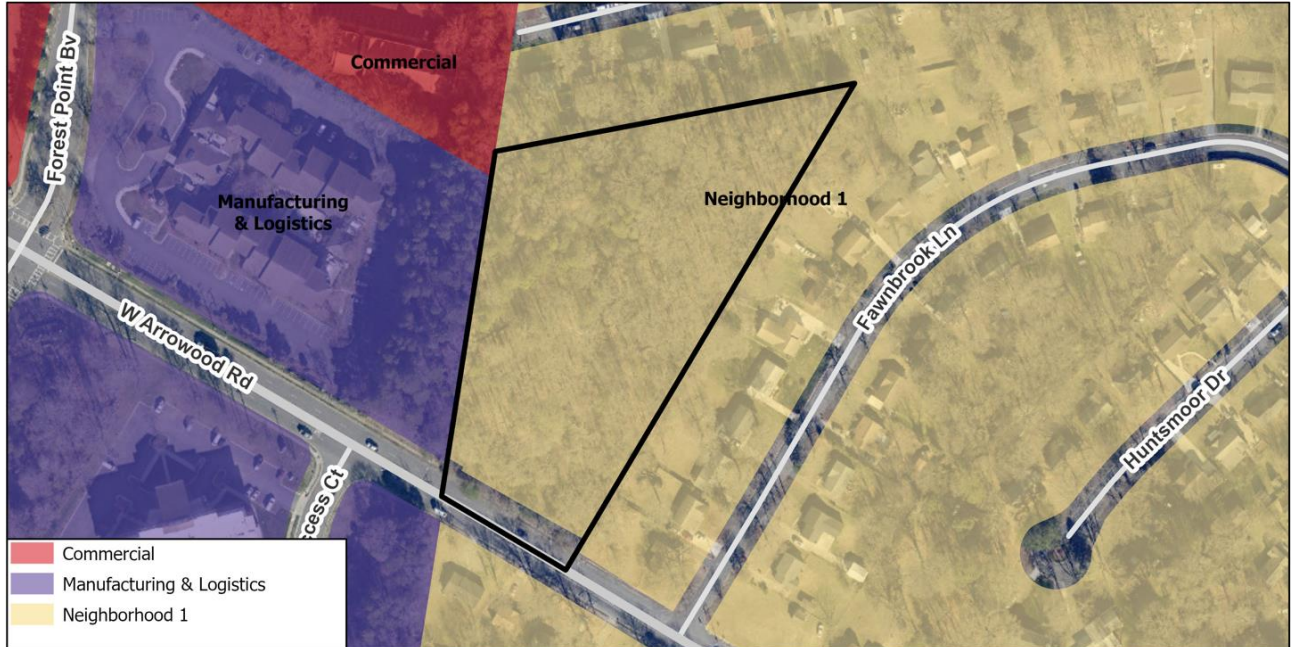 Commercial
Forest Point Bv
Manufacturing
& Logistics
Neighborhood 1
Fawnbrook Ln
W Arrowood Rd
Huntsmoor Dr
Ct
Commercial
Manufacturing & Logistics
Neighborhood 1